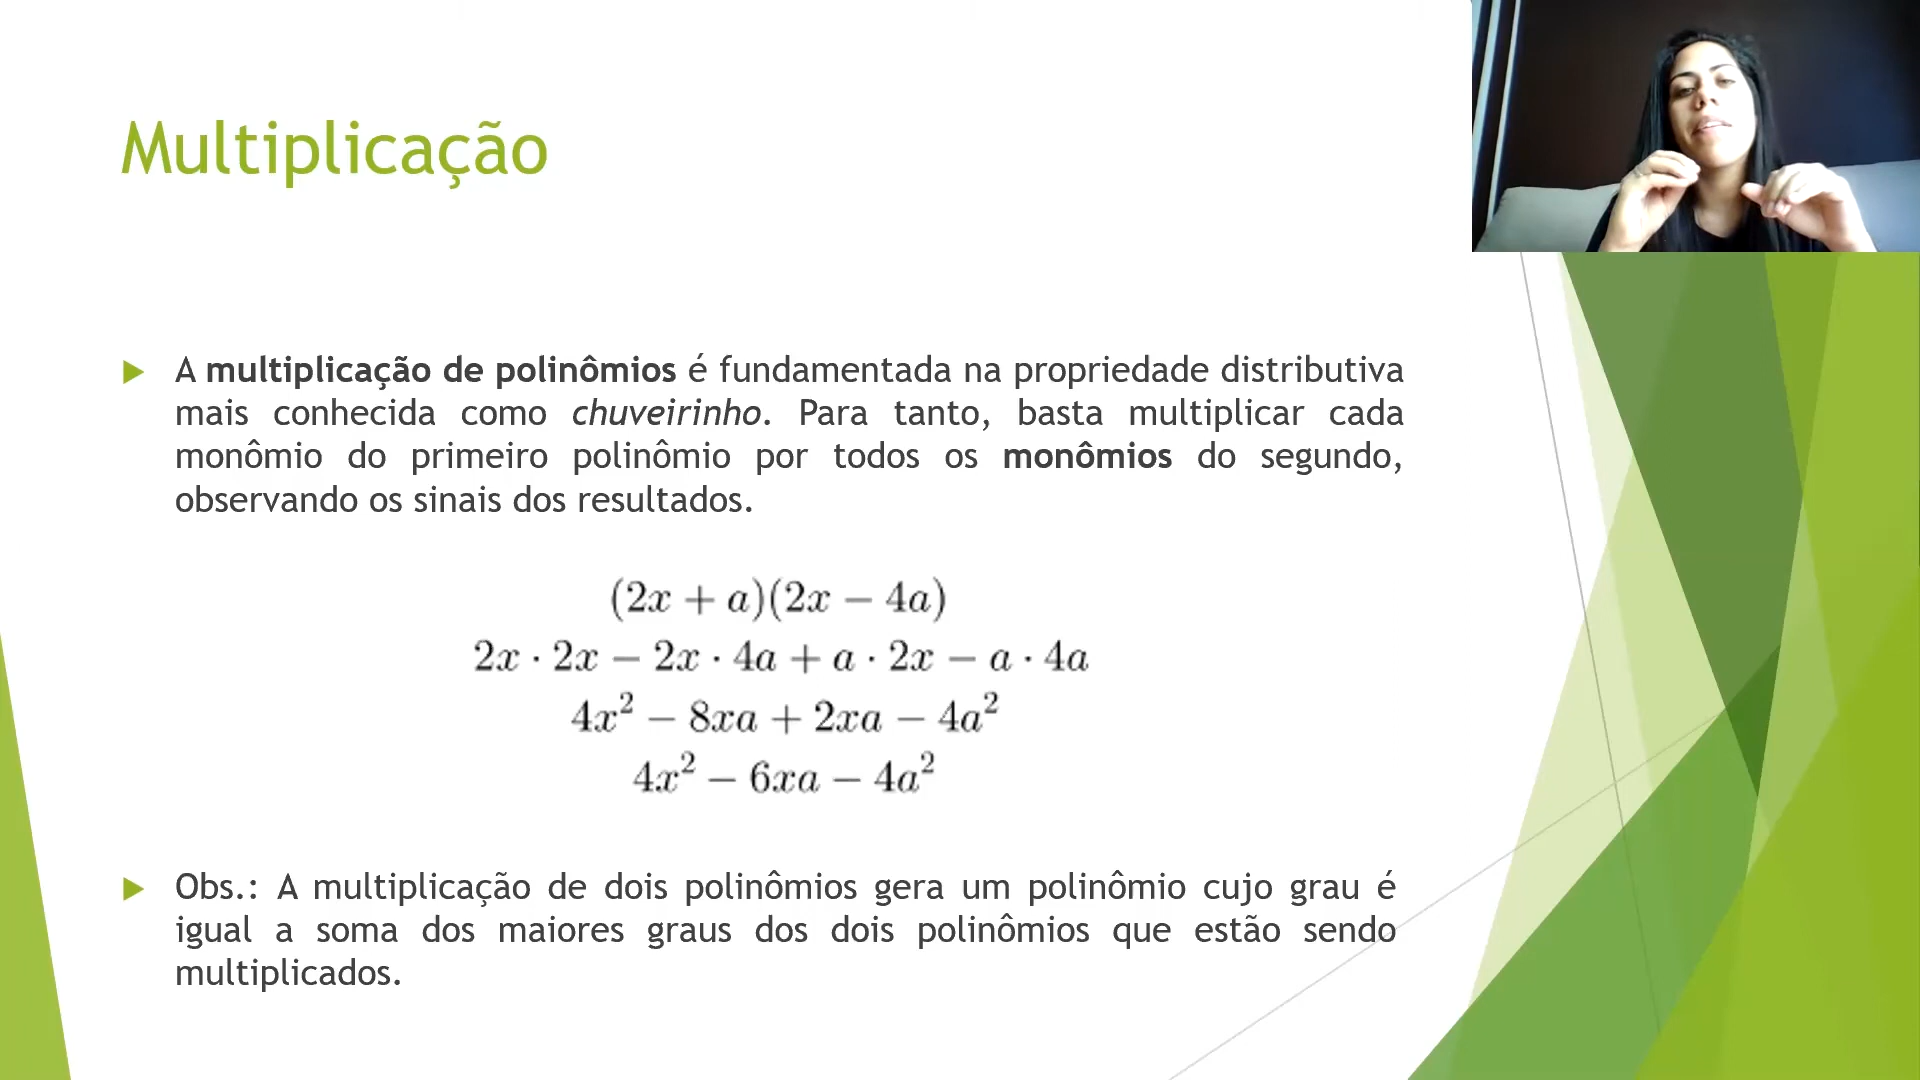 Multiplicação
A multiplicação de polinômios é fundamentada na propriedade distributiva
mais conhecida como chuveirinho. Para tanto, basta multiplicar cada
monômio do primeiro polinômio por todos os monômios do segundo,
observando os sinais dos resultados.
(2x + a)(2x − 4a)
2x · 2x − 2x · 4a + a · 2x − a · 4a
4x² − 8xa + 2xa − 4a²
4x² − 6xa − 4a²
Obs.: A multiplicação de dois polinômios gera um polinômio cujo grau é
igual a soma dos maiores graus dos dois polinômios que estão sendo
multiplicados.